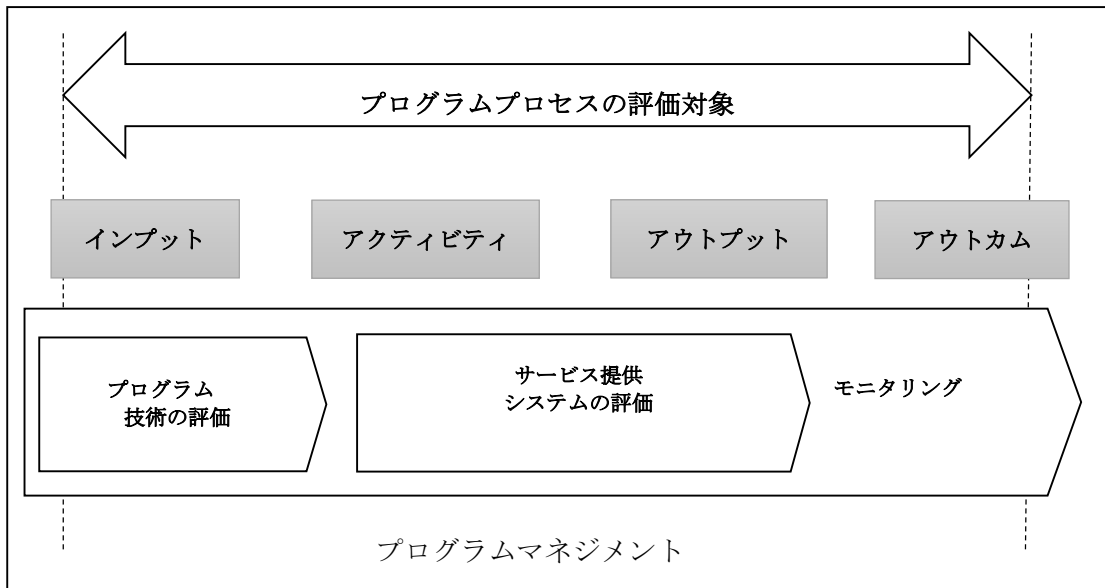 プログラムプロセスの評価対象
インプット
アクティビティ
アウトプット
アウトカム
プログラム
技術の評価
サービス提供
システムの評価
モニタリング
プログラムマネジメント